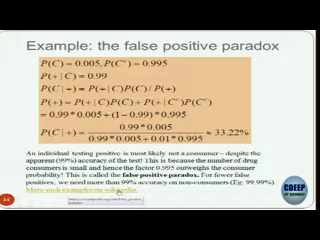 Example: the false positive paradox
P(C) = 0.005, P(Cᶜ) = 0.995
P(+ | C) = 0.99
P(C | +) = P(+ | C)P(C) / P(+)
P(+) = P(+ | C)P(C) + P(+ | Cᶜ)P(Cᶜ)
= 0.99 * 0.005 + (1 − 0.99) * 0.995
P(C | +) = 0.99 * 0.005 / 0.99 * 0.005 + 0.01 * 0.995 ≈ 33.22%
An individual testing positive is most likely not a consumer – despite the
apparent (99%) accuracy of the test! This is because the number of drug
consumers is small and hence the factor 0.995 outweighs the consumer
probability! This is called the false positive paradox. For fewer false
positives, we need more than 99% accuracy on non-consumers (Eg: 99.99%).
More such examples on wikipedia.
44
CDEEP
IIT BOMBAY